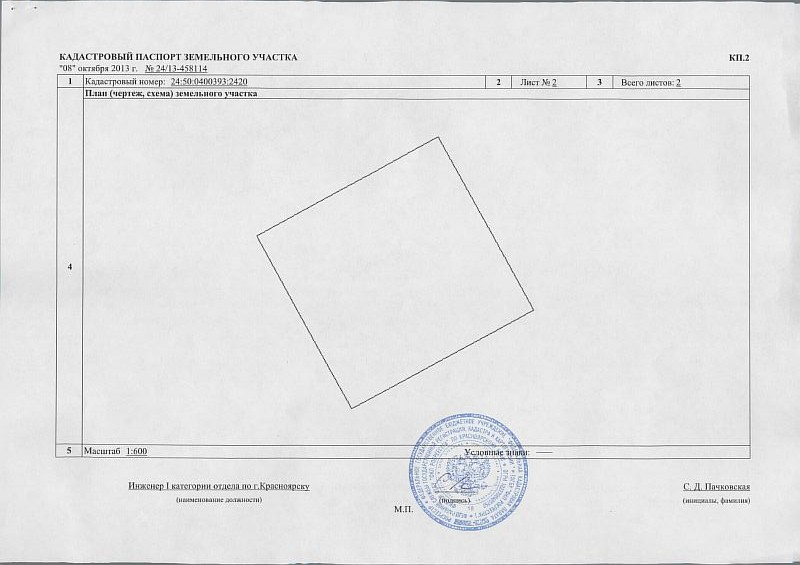 КАДАСТРОВЫЙ ПАСПОРТ ЗЕМЕЛЬНОГО УЧАСТКА
КП.2
"08" октября 2013 г. № 24/13-458114
1 Кадастровый номер: 24:50:0400393:2420 2 Лист № 2 3 Всего листов: 2
План (чертеж, схема) земельного участка
4
5 Масштаб 1:600 Условные знаки:
Инженер I категории отдела по г.Красноярску С. Д. Пачковская
(наименование должности) (подпись) (инициалы, фамилия)
М.П.